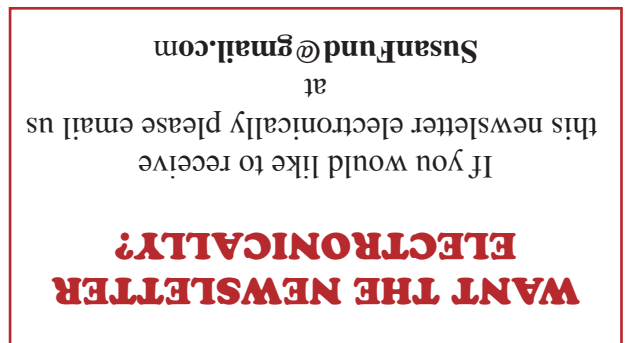 WANT THE NEWSLETTER
ELECTRONICALLY?
If you would like to receive
this newsletter electronically please email us
at
SusanFund@gmail.com